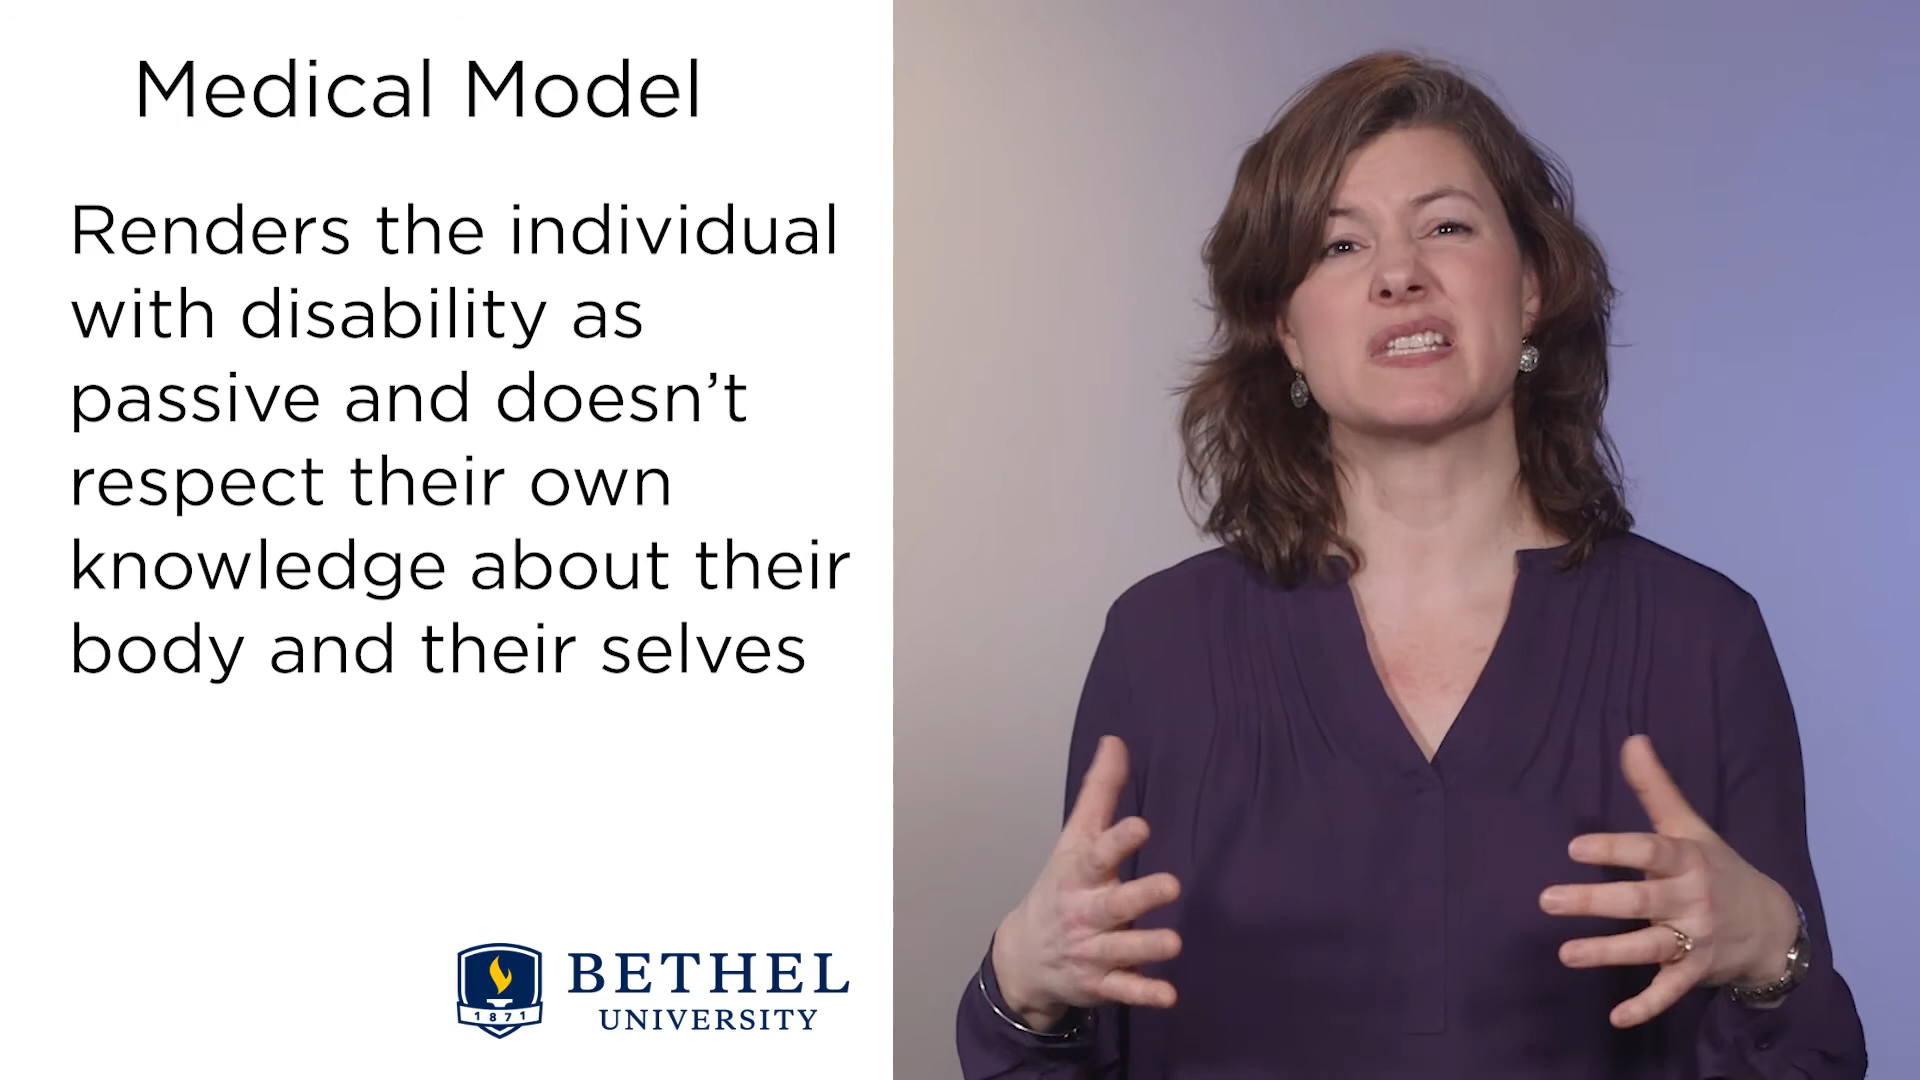 Medical Model
Renders the individual
with disability as
passive and doesn’t
respect their own
knowledge about their
body and their selves
1871
BETHEL
UNIVERSITY